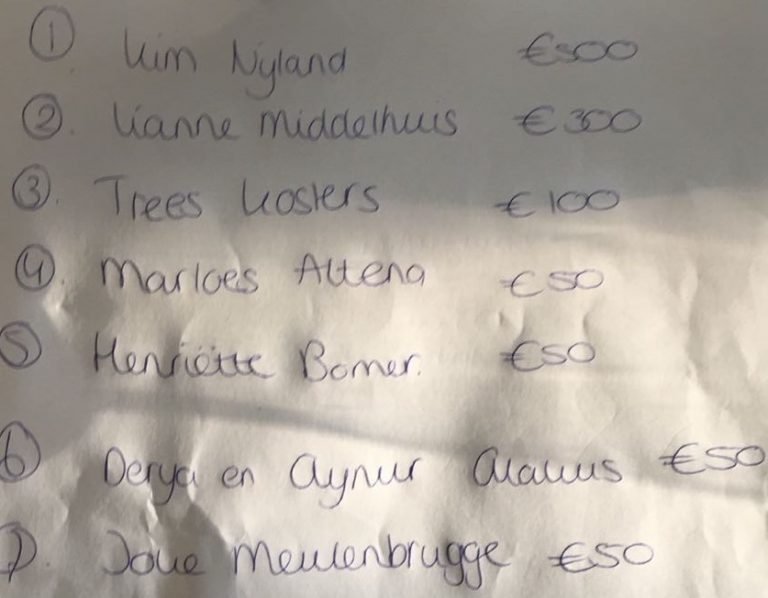 ① Kim Nyland €500
②. Lianne Middelhuis €300
③. Trees Kosters €100
④. Marloes Altena €50
⑤ Henriëtte Bomer. €50
⑥ Derya en Aynur €50
7. Meulenbrugge €50